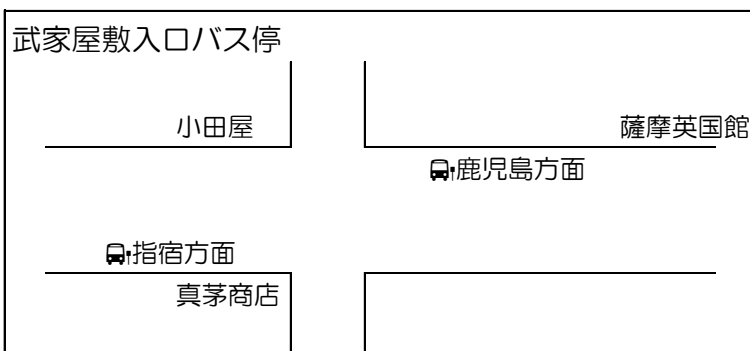 武家屋敷入口バス停
小田屋
薩摩英国館
鹿児島方面
指宿方面
真茅商店